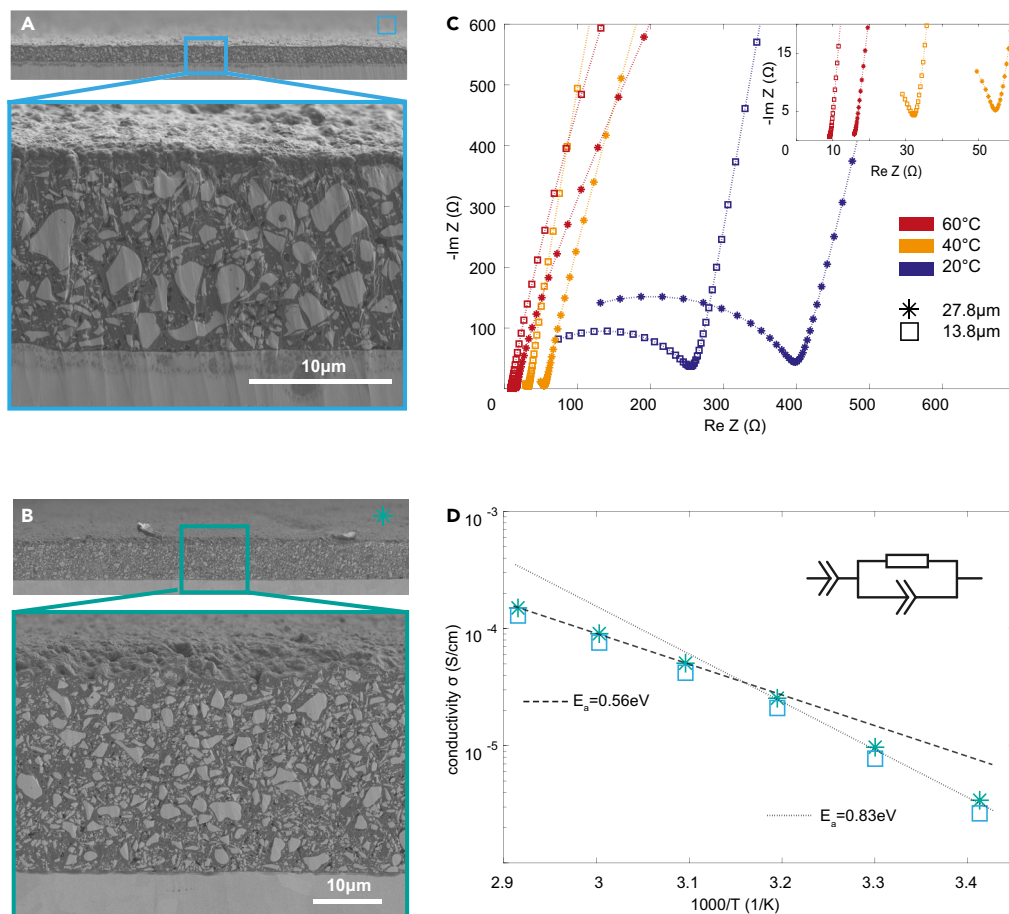 A
10μm
B
10μm
C
-600
-500
-400
-300
-200
-100
0
-Im Z (Ω)
0
100
200
300
400
500
600
Re Z (Ω)
15
5
0
-Im Z (Ω)
10
30
50
Re Z (Ω)
60°C
40°C
20°C
27.8μm
13.8μm
D
10⁻³
10⁻⁴
10⁻⁵
conductivity σ (S/cm)
Eₐ=0.56eV
Eₐ=0.83eV
2.9
3
3.1
3.2
3.3
3.4
1000/T (1/K)